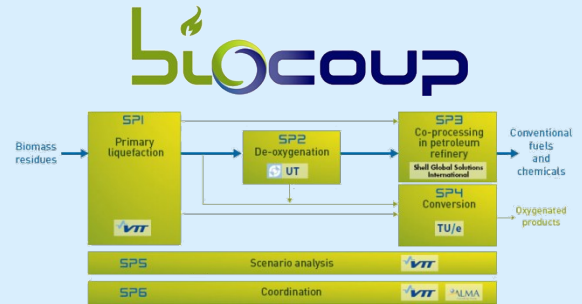 biocoup
SP1
Primary
liquefaction
VTT
SP2
De-oxygenation
UT
SP3
Co-processing
in petroleum
refinery
Shell Global Solutions
International
SP4
Conversion
TU/e
Biomass
residues
Conventional
fuels
and
chemicals
Oxygenated
products
SP5 Scenario analysis VTT
SP6 Coordination VTT ALMA